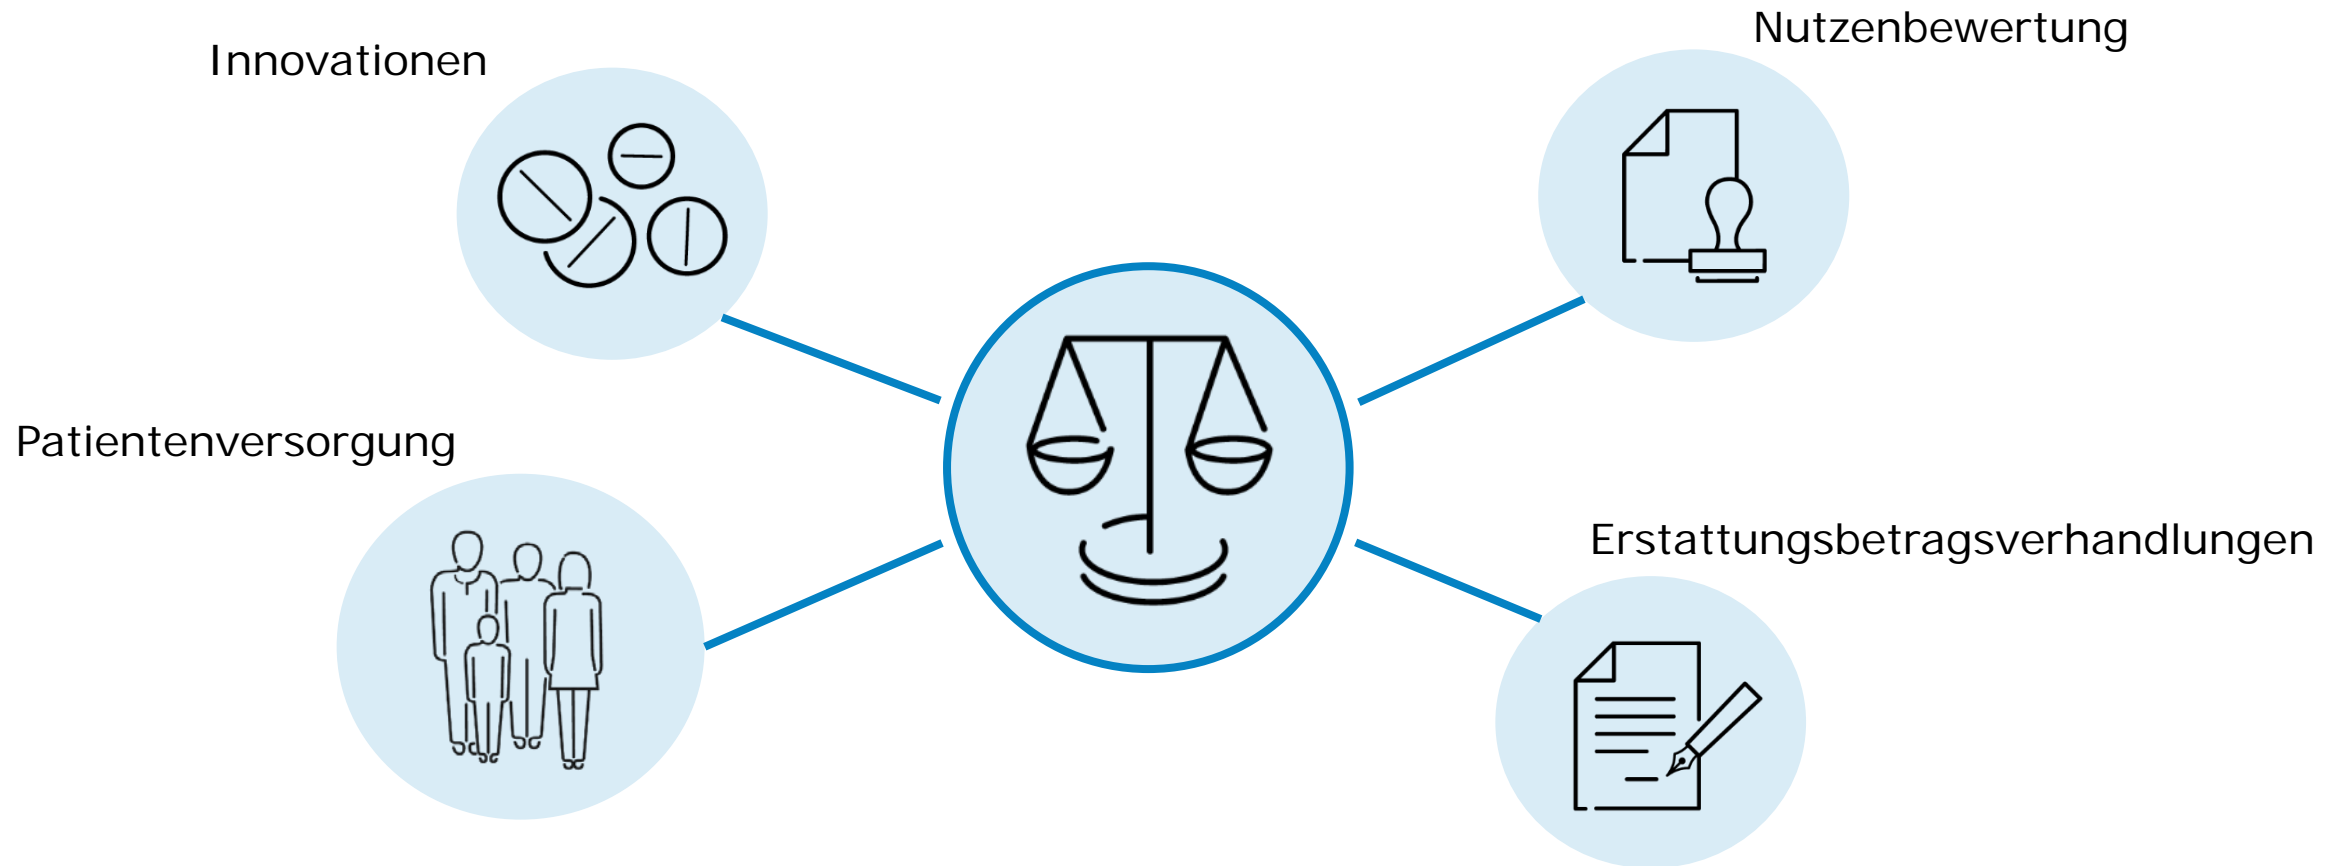 Innovationen
Nutzenbewertung
Patientenversorgung
Erstattungsbetragsverhandlungen